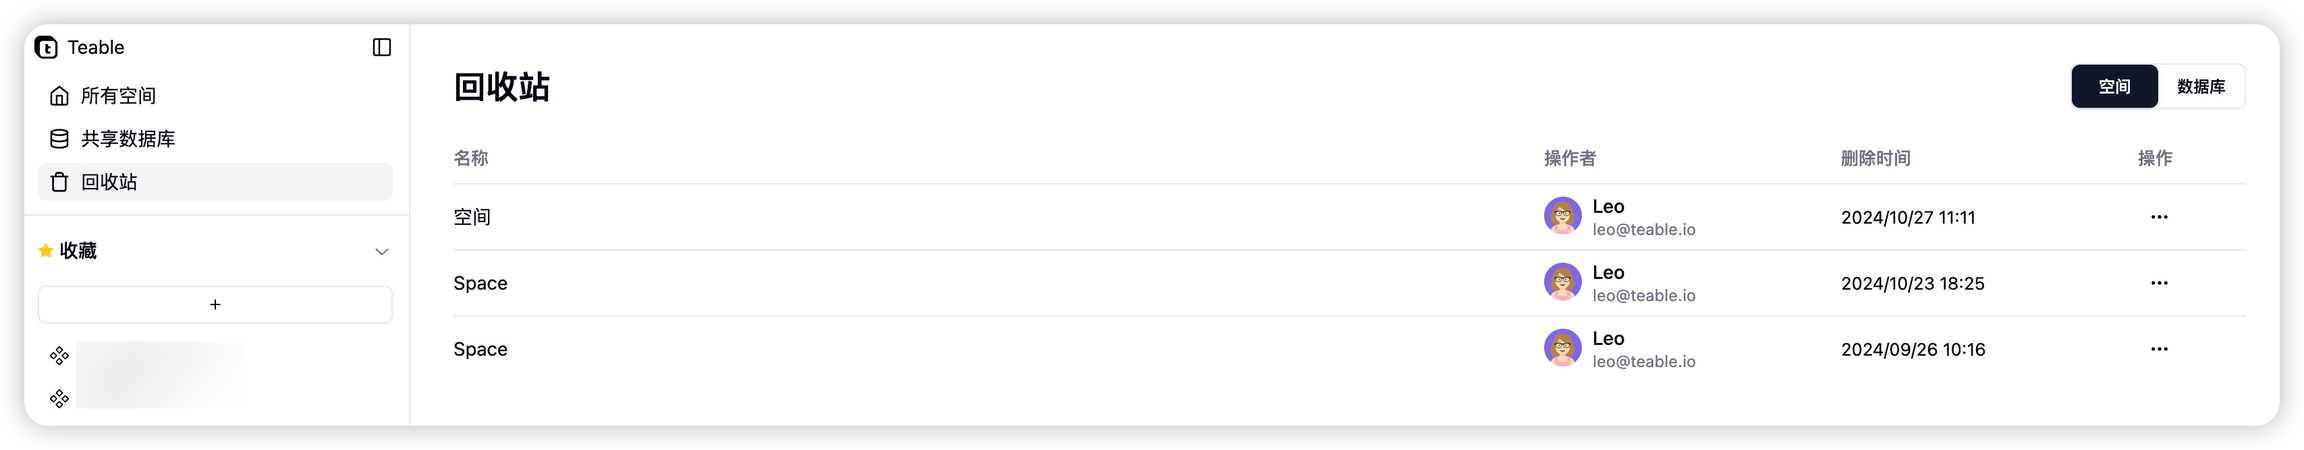 Teable
所有空间
共享数据库
回收站
收藏
+
回收站
空间 数据库
名称 操作者 删除时间 操作
空间 Leo leo@teable.io 2024/10/27 11:11 ···
Space Leo leo@teable.io 2024/10/23 18:25 ···
Space Leo leo@teable.io 2024/09/26 10:16 ···